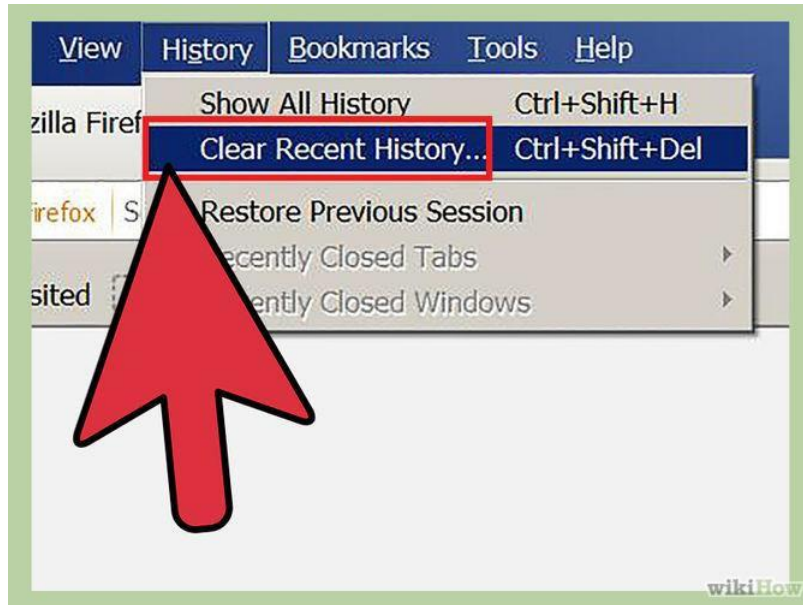 View History Bookmarks Tools Help
zilla Firef
Show All History Ctrl+Shift+H
Clear Recent History... Ctrl+Shift+Del
irefox S
Restore Previous Session
ecently Closed Tabs
sited
ently Closed Windows
wikiHow